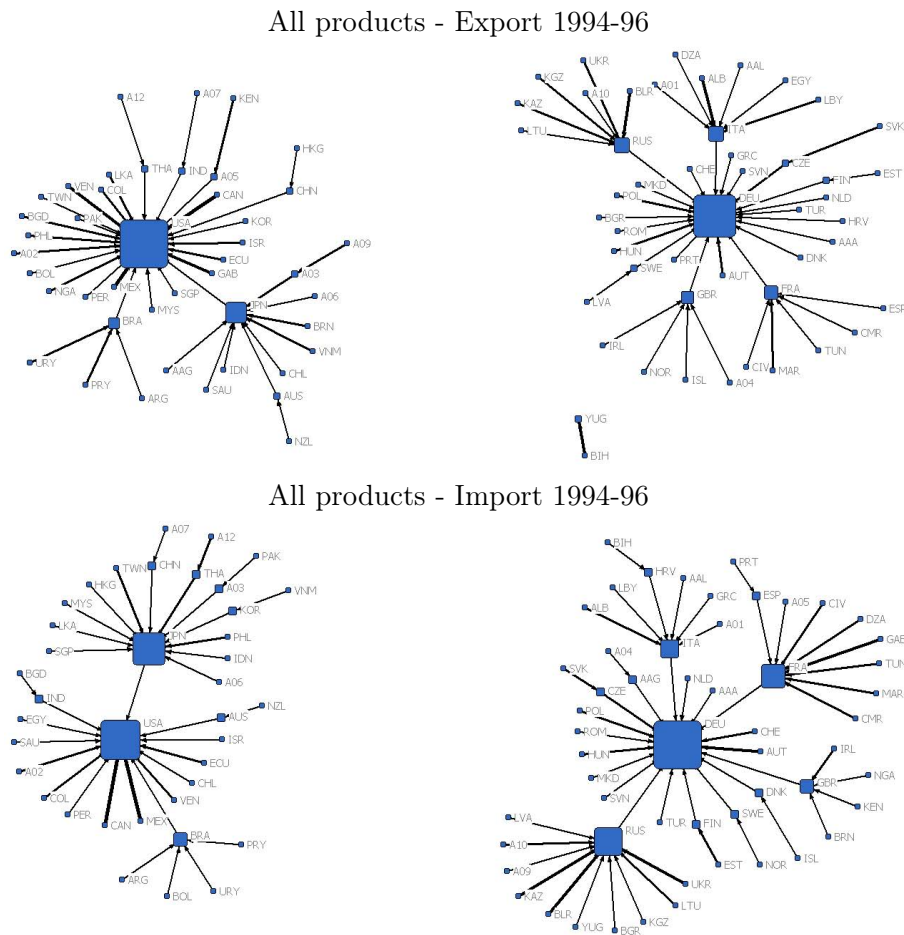 All products - Export 1994-96
A12
A07
KEN
HKG
THA
IND
A05
CHN
LKA
VEN
COL
CAN
TWN
BGD
PAK
USA
KOR
PHL
ISR
A02
ECU
BOL
GAB
A09
A03
NGA
PER
MEX
SGP
A06
MYS
JPN
BRA
BRN
URY
VNM
AAG
IDN
CHL
PRY
SAU
ARG
AUS
NZL
UKR
DZA
AAL
KGZ
A01
ALB
EGY
KAZ
A10
BLR
LBY
LTU
RUS
ITA
SVK
GRC
CHE
CZE
SVN
FIN
EST
MKD
POL
DEU
NLD
BGR
TUR
HRV
ROM
AAA
HUN
PRT
DNK
SWE
AUT
LVA
GBR
FRA
ESP
IRL
CMR
TUN
NOR
ISL
A04
CIV
MAR
YUG
BIH
All products - Import 1994-96
A07
A12
TWN
CHN
THA
PAK
HKG
A03
VNM
MYS
KOR
LKA
JPN
PHL
SGP
IDN
BGD
A06
IND
EGY
USA
AUS
NZL
SAU
ISR
A02
ECU
CHL
COL
VEN
PER
CAN
MEX
BRA
PRY
ARG
BOL
URY
BIH
PRT
HRV
LBY
AAL
GRC
ESP
A05
CIV
ALB
A01
DZA
ITA
GAB
A04
SVK
AAG
NLD
FRA
TUN
CZE
AAA
MAR
POL
DEU
CMR
ROM
CHE
HUN
AUT
IRL
MKD
GBR
NGA
SVN
DNK
KEN
LVA
TUR
FIN
SWE
BRN
RUS
A10
EST
NOR
ISL
A09
UKR
KAZ
LTU
BLR
YUG
BGR
KGZ